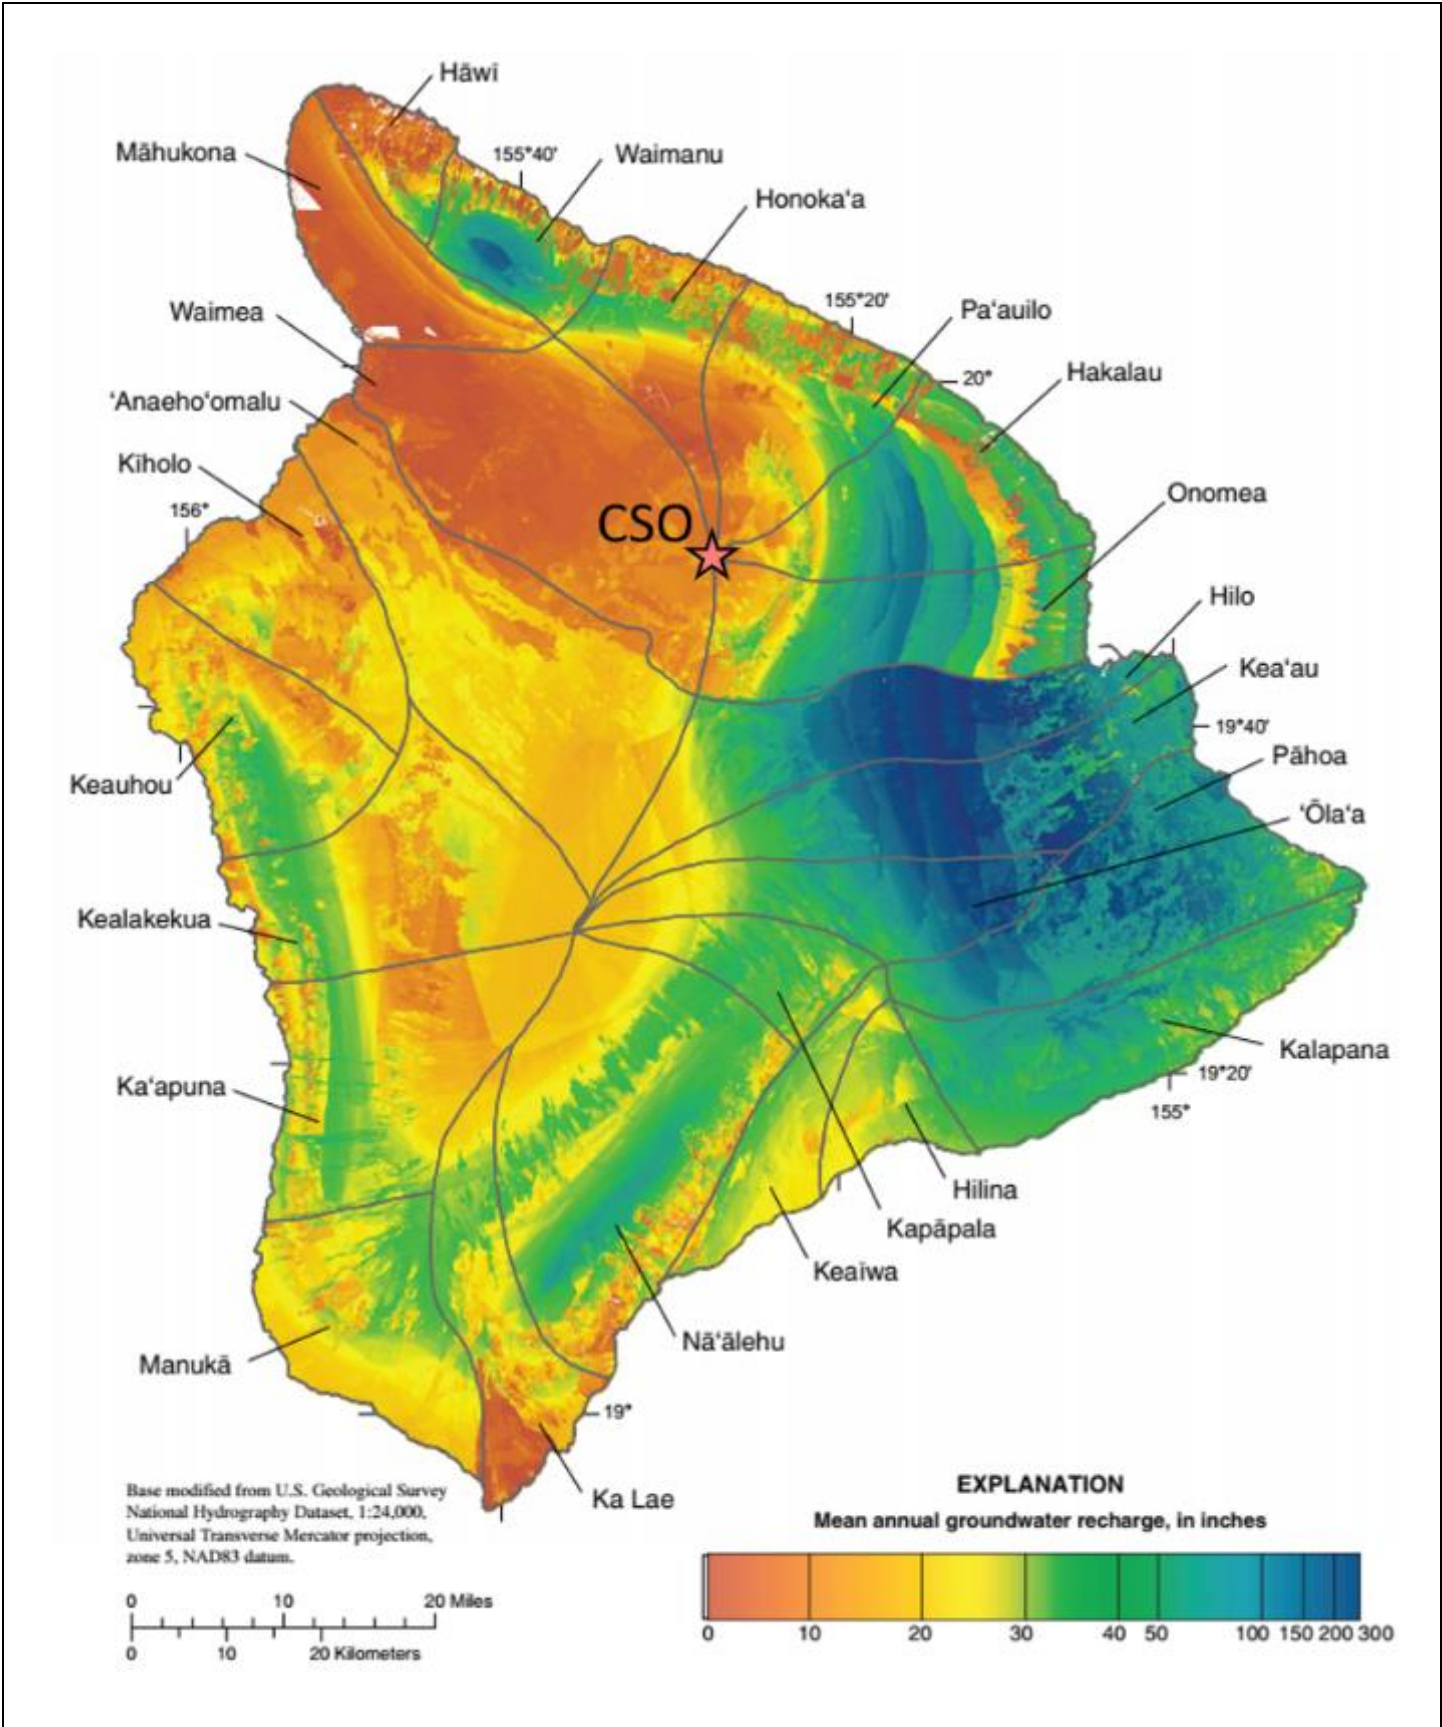 Hāwī
Māhukona
155°40'
Waimanu
Honoka‘a
155°20'
Waimea
Pa‘auilo
20°
Hakalau
‘Anaeho‘omalu
Kīholo
156°
CSO
Onomea
Hilo
Kea‘au
19°40'
Pāhoa
Keauhou
‘Ōla‘a
Kealakekua
Kalapana
19°20'
155°
Ka‘apuna
Hilina
Kapāpala
Keaīwa
Nā‘ālehu
Manukā
19°
Ka Lae
Base modified from U.S. Geological Survey
National Hydrography Dataset, 1:24,000,
Universal Transverse Mercator projection,
zone 5, NAD83 datum.
0 10 20 Miles
0 10 20 Kilometers
EXPLANATION
Mean annual groundwater recharge, in inches
0 10 20 30 40 50 100 150 200 300